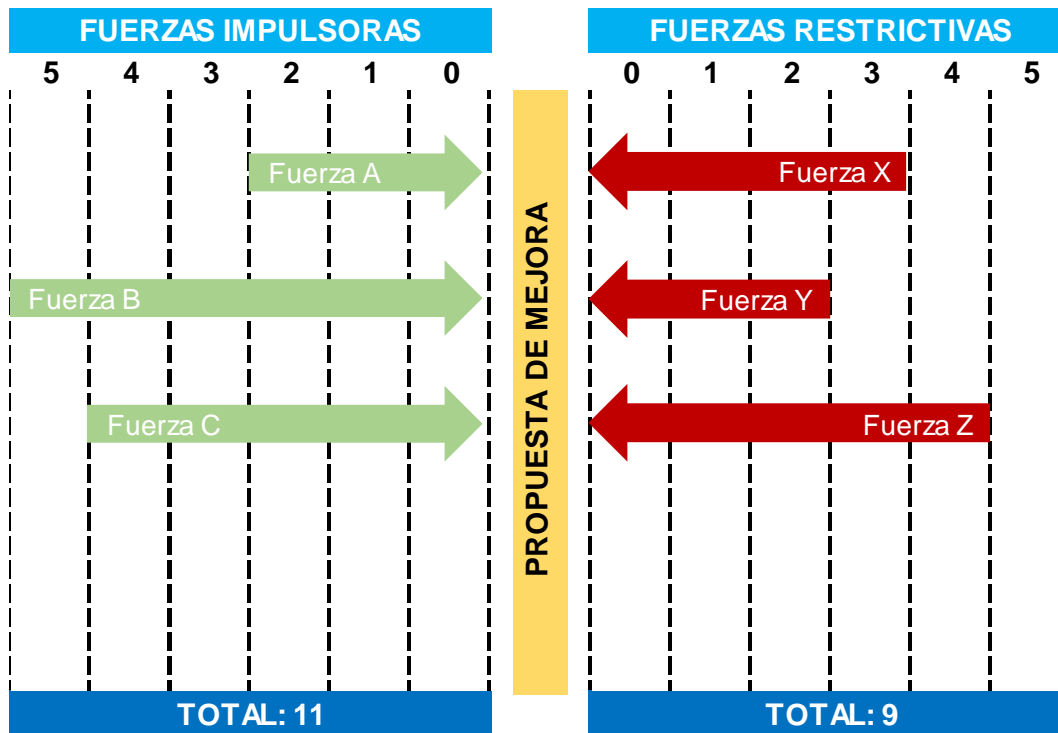 FUERZAS IMPULSORAS
5 4 3 2 1 0
Fuerza A
Fuerza B
Fuerza C
TOTAL: 11
PROPUESTA DE MEJORA
FUERZAS RESTRICTIVAS
0 1 2 3 4 5
Fuerza X
Fuerza Y
Fuerza Z
TOTAL: 9